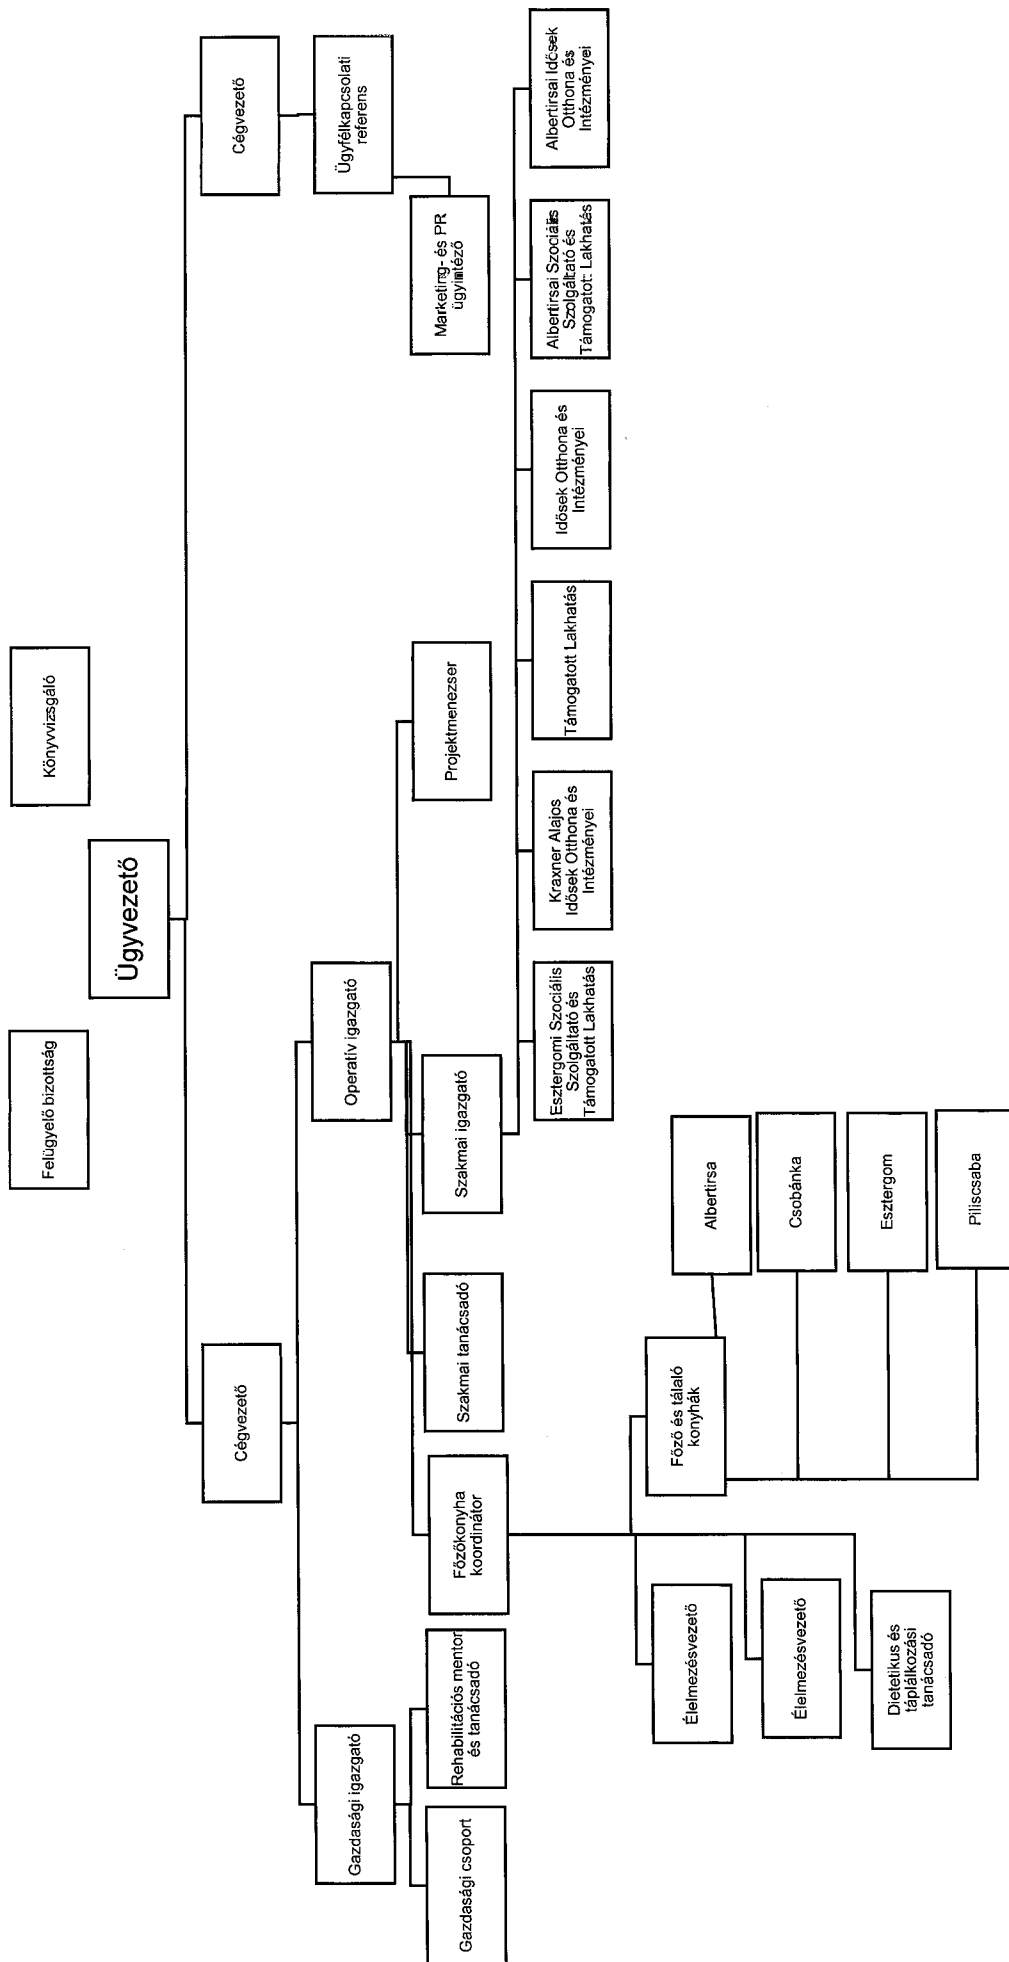 Felügyelő bizottság
Könyvvizsgáló
Ügyvezető
Cégvezető
Cégvezető
Gazdasági igazgató
Operatív igazgató
Ügyfélkapcsolati
referens
Gazdasági csoport
Rehabilitációs mentor
és tanácsadó
Főzőkonyha
koordinátor
Szakmai tanácsadó
Szakmai igazgató
Projektmenezser
Marketing- és PR
ügyintéző
Esztergomi Szociális
Szolgáltató és
Támogatott Lakhatás
Kraxner Alajos
Idősek Otthona és
Intézményei
Támogatott Lakhatás
Idősek Otthona és
Intézményei
Albertirsai Szociális
Szolgáltató és
Támogatott Lakhatás
Albertirsai Idősek
Otthona és
Intézményei
Élelmezésvezető
Főző és tálaló
konyhák
Albertirsa
Élelmezésvezető
Csobánka
Dietetikus és
táplálkozási
tanácsadó
Esztergom
Piliscsaba